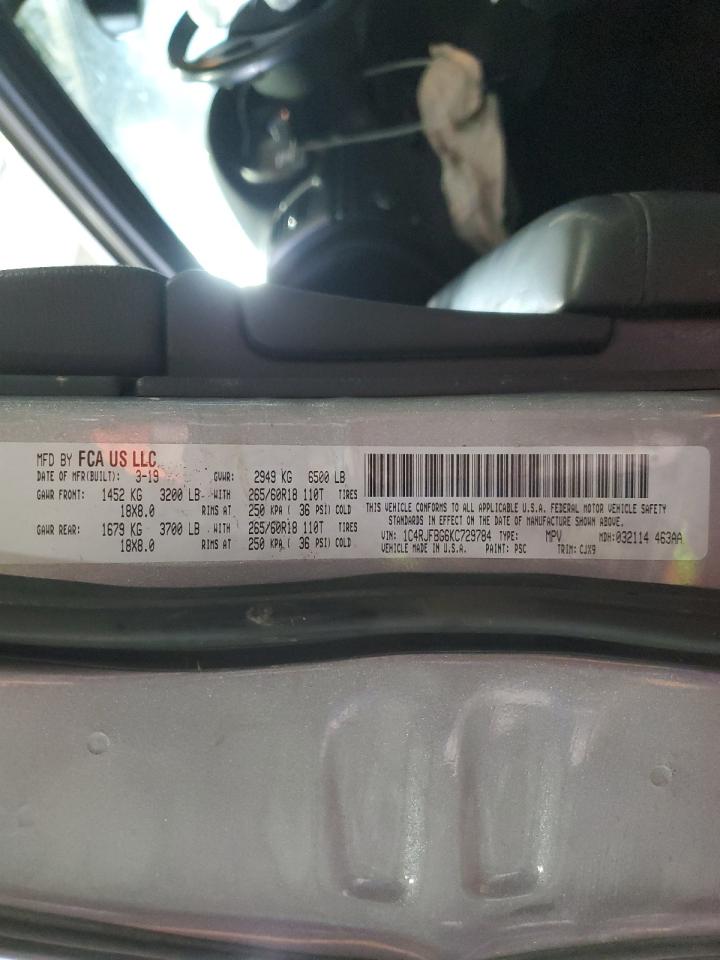 MFD BY FCA US LLC
DATE OF MFR(BUILT): 3-19 GVWR: 2949 KG 6500 LB
GAWR FRONT: 1452 KG 3200 LB WITH 265/60R18 110T TIRES
18X8.0 RIMS AT 250 KPA ( 36 PSI) COLD
GAWR REAR: 1679 KG 3700 LB WITH 265/60R18 110T TIRES
18X8.0 RIMS AT 250 KPA ( 36 PSI) COLD
THIS VEHICLE CONFORMS TO ALL APPLICABLE U.S.A. FEDERAL MOTOR VEHICLE SAFETY
STANDARDS IN EFFECT ON THE DATE OF MANUFACTURE SHOWN ABOVE.
VIN: 1C4RJFBG6KC729784 TYPE: MPV MDH: 032114 463AA
VEHICLE MADE IN U.S.A. PAINT: PSC TRIM: CJX9